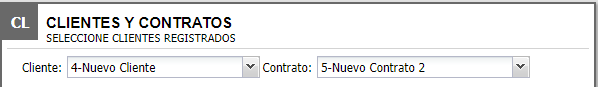 CL CLIENTES Y CONTRATOS
SELECCIONE CLIENTES REGISTRADOS
Cliente: 4-Nuevo Cliente Contrato: 5-Nuevo Contrato 2